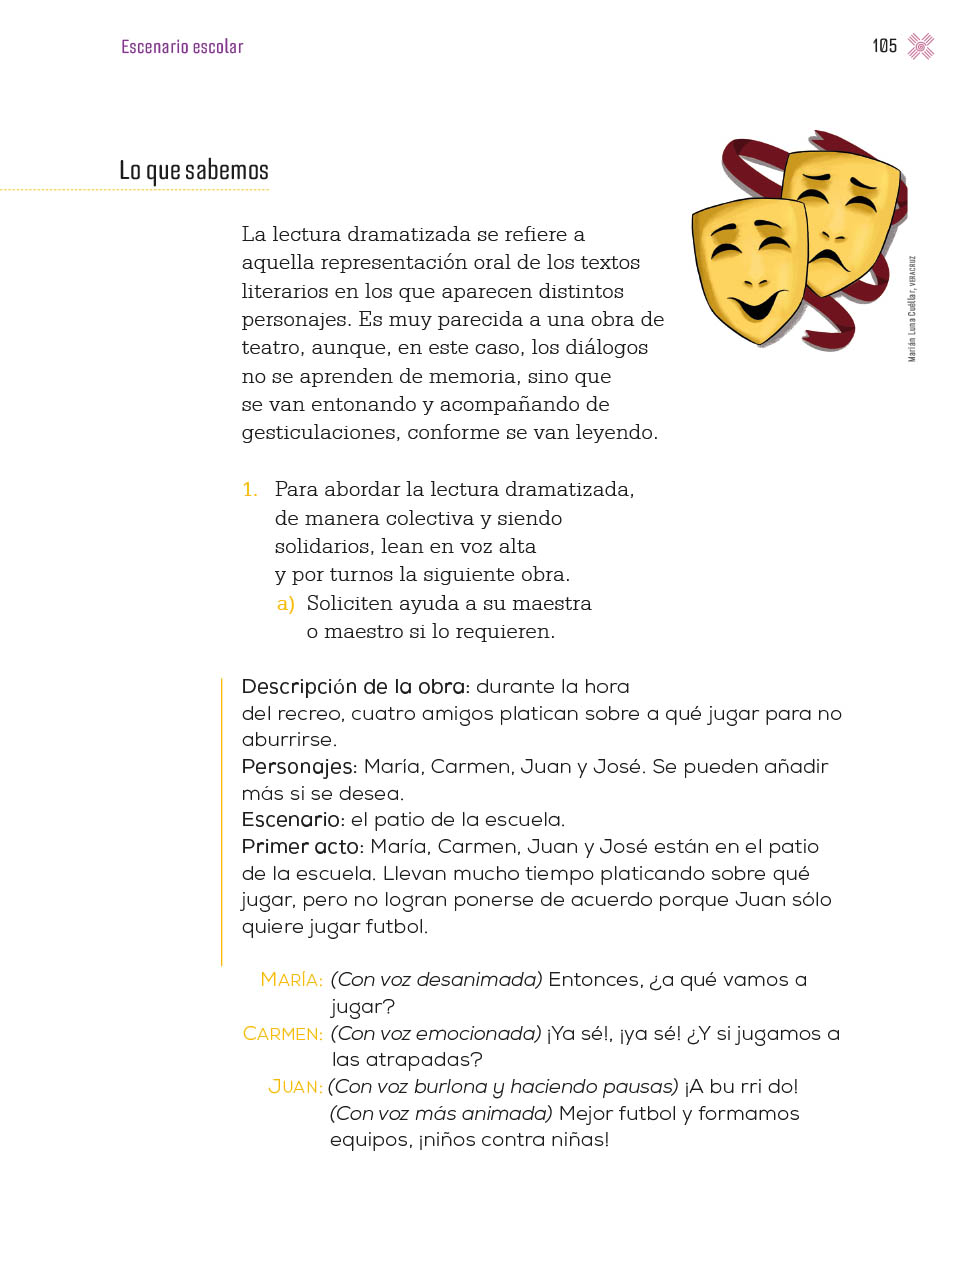 Escenario escolar
105
Lo que sabemos
La lectura dramatizada se refiere a
aquella representación oral de los textos
literarios en los que aparecen distintos
personajes. Es muy parecida a una obra de
teatro, aunque, en este caso, los diálogos
no se aprenden de memoria, sino que
se van entonando y acompañando de
gesticulaciones, conforme se van leyendo.
Marián Luna Cuéllar, VERACRUZ
1. Para abordar la lectura dramatizada,
de manera colectiva y siendo
solidarios, lean en voz alta
y por turnos la siguiente obra.
a) Soliciten ayuda a su maestra
o maestro si lo requieren.
Descripción de la obra: durante la hora
del recreo, cuatro amigos platican sobre a qué jugar para no
aburrirse.
Personajes: María, Carmen, Juan y José. Se pueden añadir
más si se desea.
Escenario: el patio de la escuela.
Primer acto: María, Carmen, Juan y José están en el patio
de la escuela. Llevan mucho tiempo platicando sobre qué
jugar, pero no logran ponerse de acuerdo porque Juan sólo
quiere jugar futbol.
MARÍA: (Con voz desanimada) Entonces, ¿a qué vamos a
jugar?
CARMEN: (Con voz emocionada) ¡Ya sé!, ¡ya sé! ¿Y si jugamos a
las atrapadas?
JUAN: (Con voz burlona y haciendo pausas) ¡A bu rri do!
(Con voz más animada) Mejor futbol y formamos
equipos, ¡niños contra niñas!